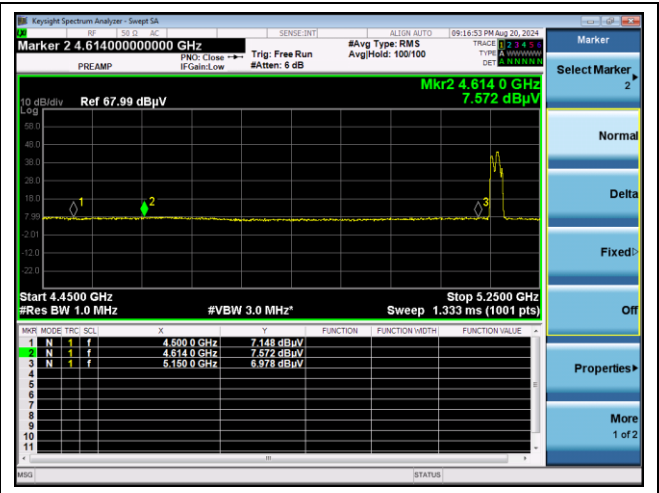 Keysight Spectrum Analyzer - Swept SA
RF 50 Ω AC SENSE:INT ALIGN AUTO 09:16:53 PM Aug 20, 2024
Marker 2 4.614000000000 GHz
PREAMP
PNO: Close
IFGain:Low
Trig: Free Run
#Atten: 6 dB
#Avg Type: RMS
Avg|Hold: 100/100
TRACE 1 2 3 4 5 6
TYPE A WWWWW
DET A N N N N N
Marker
Select Marker
2
Normal
Delta
Fixed
Off
Properties
More
1 of 2
Mkr2 4.614 0 GHz
7.572 dBµV
10 dB/div Ref 67.99 dBµV
Log
58.0
48.0
38.0
28.0
18.0
7.99
-2.01
-12.0
-22.0
1
2
3
Start 4.4500 GHz Stop 5.2500 GHz
#Res BW 1.0 MHz #VBW 3.0 MHz* Sweep 1.333 ms (1001 pts)
MKR MODE TRC SCL X Y FUNCTION FUNCTION WIDTH FUNCTION VALUE
1 N 1 f 4.500 0 GHz 7.148 dBµV
2 N 1 f 4.614 0 GHz 7.572 dBµV
3 N 1 f 5.150 0 GHz 6.978 dBµV
4
5
6
7
8
9
10
11
MSG STATUS